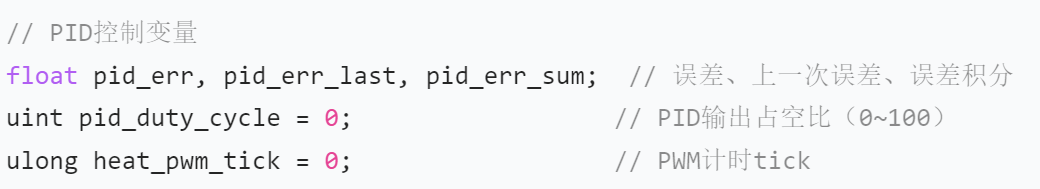 // PID控制变量
float pid_err, pid_err_last, pid_err_sum;  // 误差、上一次误差、误差积分
uint pid_duty_cycle = 0;                 // PID输出占空比（0~100）
ulong heat_pwm_tick = 0;                 // PWM计时tick